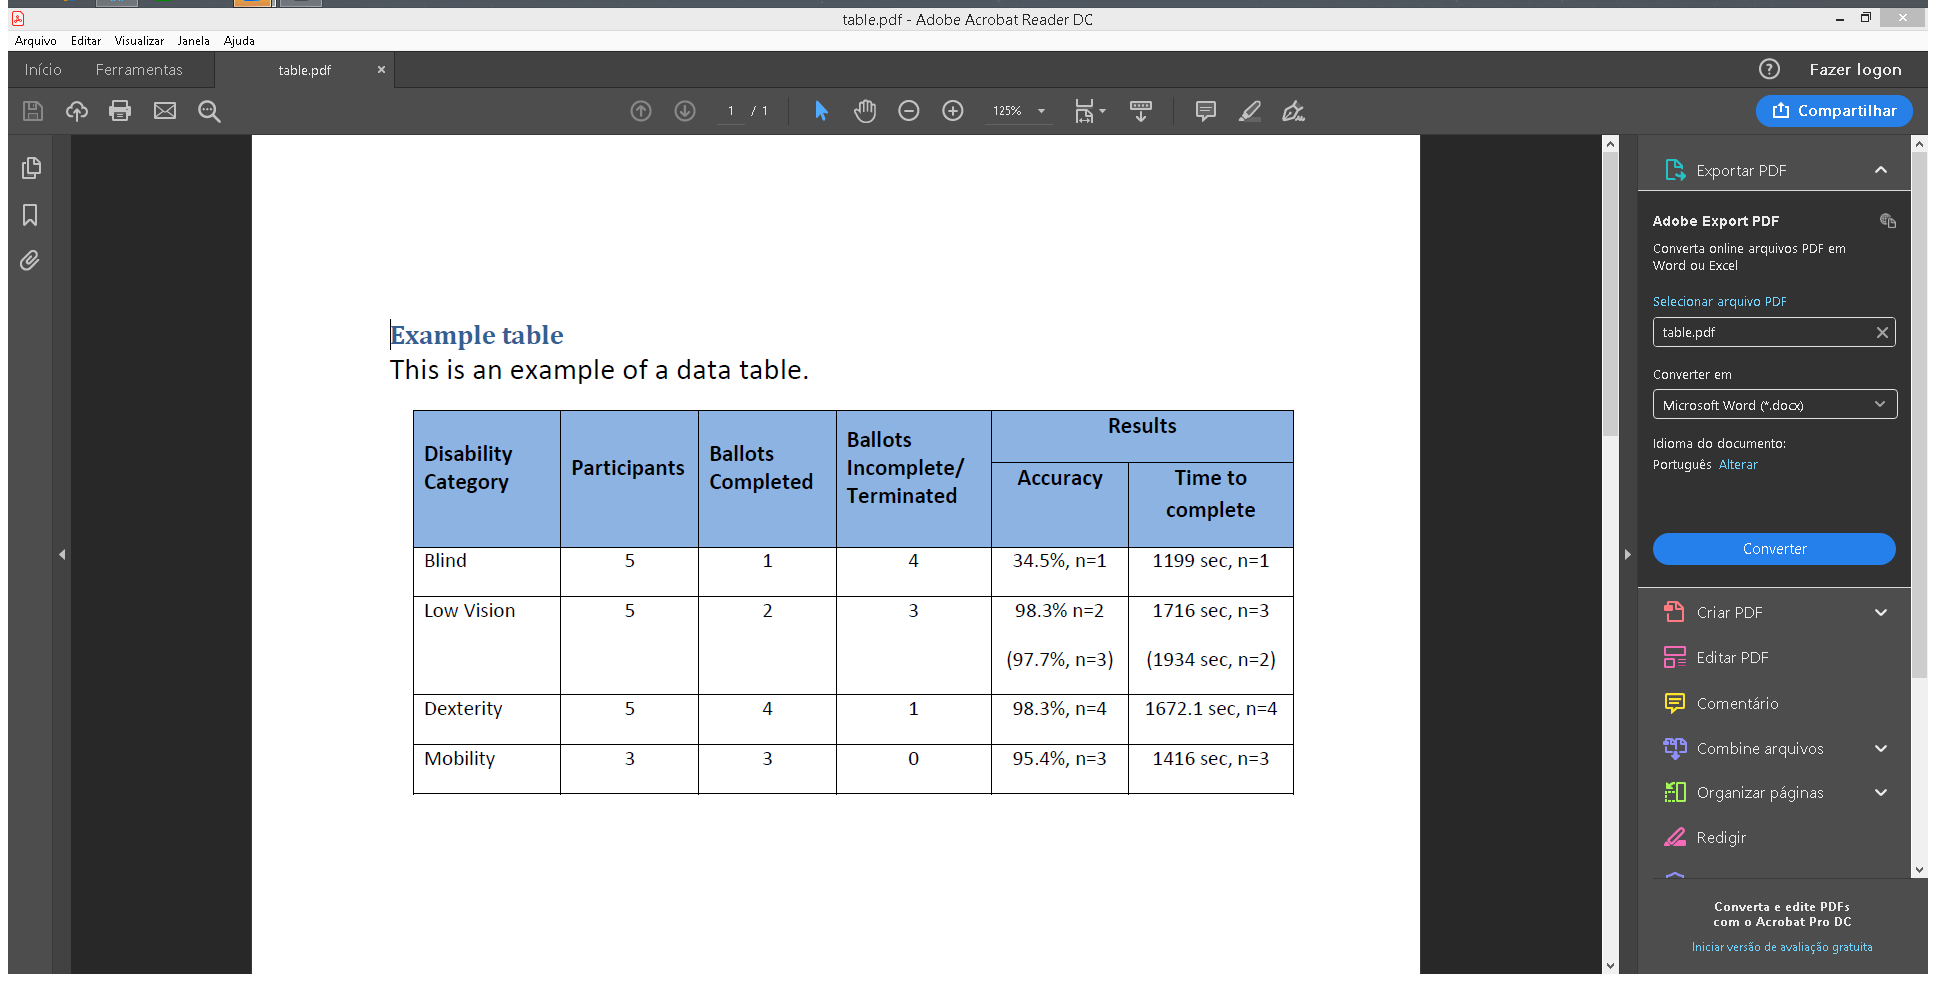 table.pdf - Adobe Acrobat Reader DC
Arquivo Editar Visualizar Janela Ajuda
Início Ferramentas table.pdf
Fazer logon
1 / 1 125% Compartilhar
Example table
This is an example of a data table.
Disability Category Participants Ballots Completed Ballots Incomplete/ Terminated Results
Accuracy Time to complete
Blind 5 1 4 34.5%, n=1 1199 sec, n=1
Low Vision 5 2 3 98.3% n=2 1716 sec, n=3
(97.7%, n=3) (1934 sec, n=2)
Dexterity 5 4 1 98.3%, n=4 1672.1 sec, n=4
Mobility 3 3 0 95.4%, n=3 1416 sec, n=3
Exportar PDF
Adobe Export PDF
Converta online arquivos PDF em
Word ou Excel
Selecionar arquivo PDF
table.pdf
Converter em
Microsoft Word (*.docx)
Idioma do documento:
Português Alterar
Converter
Criar PDF
Editar PDF
Comentário
Combine arquivos
Organizar páginas
Redigir
Converta e edite PDFs
com o Acrobat Pro DC
Iniciar versão de avaliação gratuita